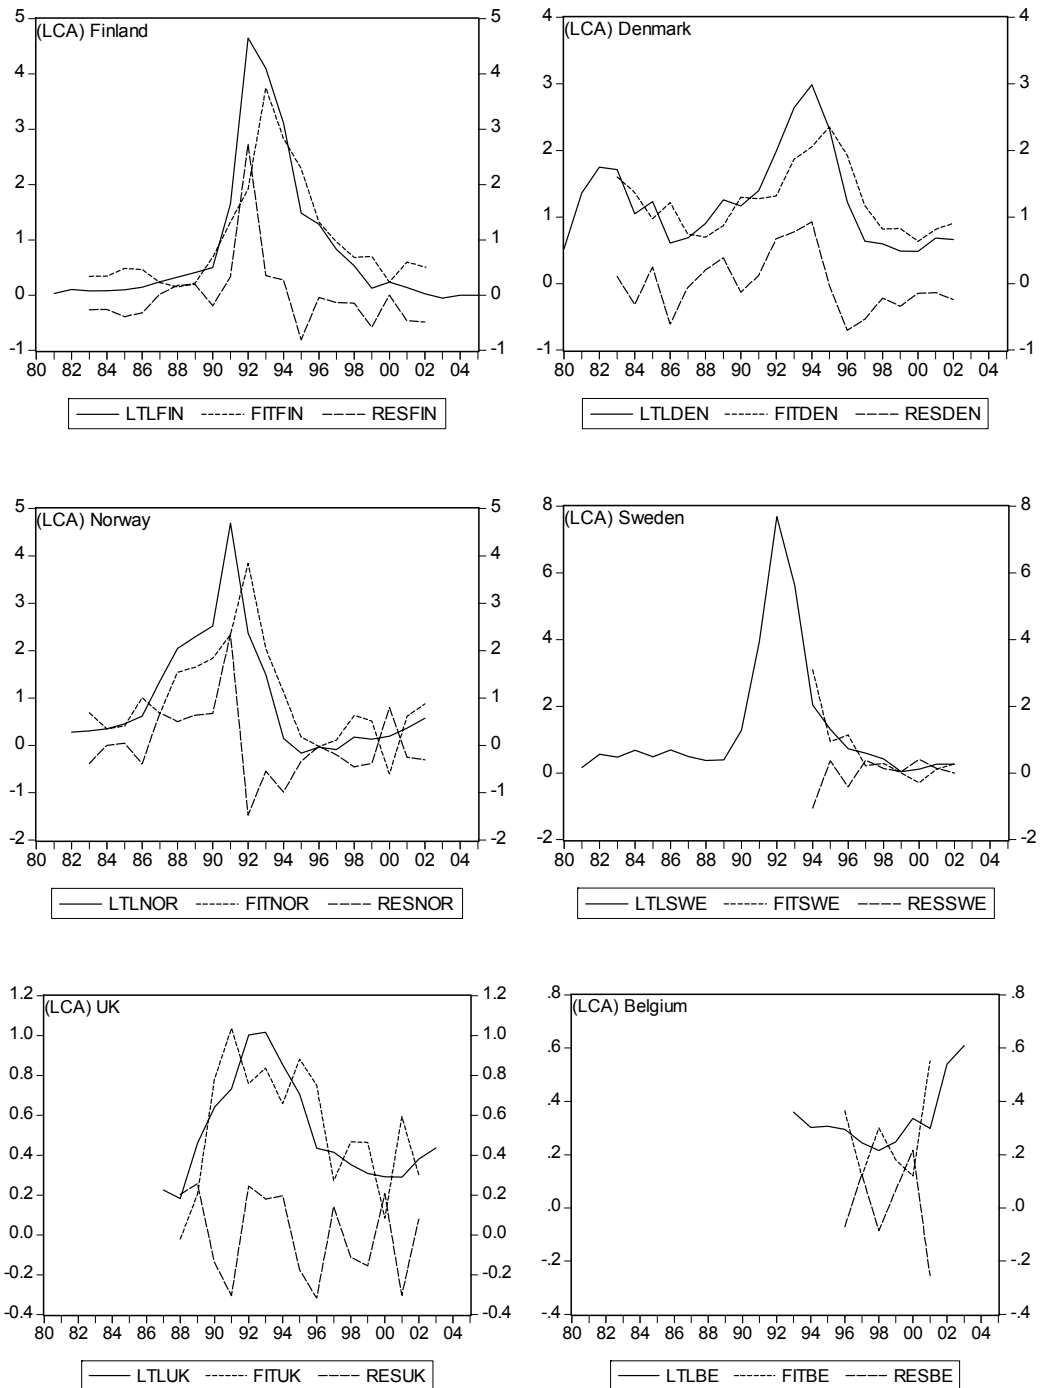 (LCA) Finland
5 5
4 4
3 3
2 2
1 1
0 0
-1 -1
80 82 84 86 88 90 92 94 96 98 00 02 04
LTLFIN FITFIN RESFIN
(LCA) Denmark
4 4
3 3
2 2
1 1
0 0
-1 -1
80 82 84 86 88 90 92 94 96 98 00 02 04
LTLDEN FITDEN RESDEN
(LCA) Norway
5 5
4 4
3 3
2 2
1 1
0 0
-1 -1
-2 -2
80 82 84 86 88 90 92 94 96 98 00 02 04
LTLNOR FITNOR RESNOR
(LCA) Sweden
8 8
6 6
4 4
2 2
0 0
-2 -2
80 82 84 86 88 90 92 94 96 98 00 02 04
LTLSWE FITSWE RESSWE
(LCA) UK
1.2 1.2
1.0 1.0
0.8 0.8
0.6 0.6
0.4 0.4
0.2 0.2
0.0 0.0
-0.2 -0.2
-0.4 -0.4
80 82 84 86 88 90 92 94 96 98 00 02 04
LTLUK FITUK RESUK
(LCA) Belgium
.8 .8
.6 .6
.4 .4
.2 .2
.0 .0
-.2 -.2
-.4 -.4
80 82 84 86 88 90 92 94 96 98 00 02 04
LTLBE FITBE RESBE